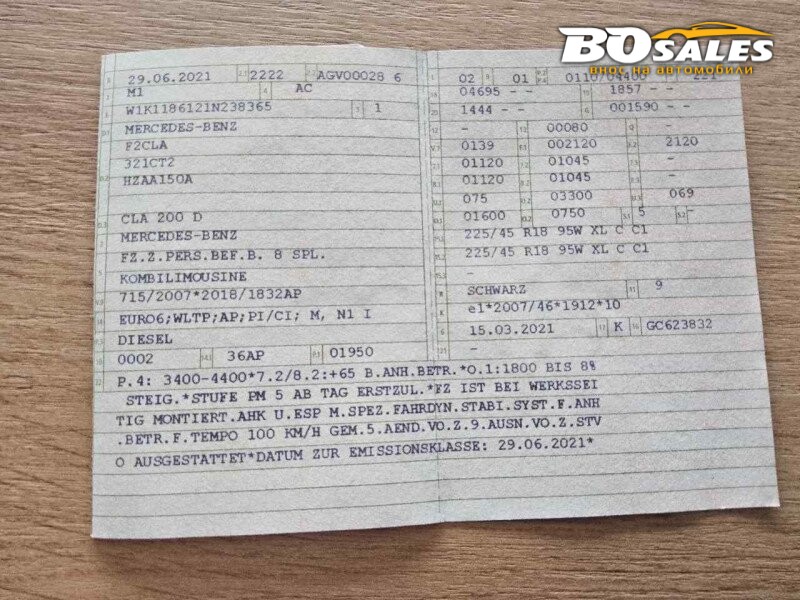 BO SALES
внос на автомобили
29.06.2021 2222 AGV00028 6
M1 AC
W1K1186121N238365 1
MERCEDES-BENZ
F2CLA
321CT2
HZAA150A
CLA 200 D
MERCEDES-BENZ
FZ.Z.PERS.BEF.B. 8 SPL.
KOMBILIMOUSINE
715/2007*2018/1832AP
EURO6;WLTP;AP;PI/CI; M, N1 I
DIESEL
0002 36AP 01950
02 01 0110/04400
04695 - - 1857 - -
1444 - - 001590 - -
- 00080
0139 002120 2120
01120 01045 -
01120 01045 -
075 03300 069
01600 0750 5 -
225/45 R18 95W XL C C1
225/45 R18 95W XL C C1
-
SCHWARZ 9
e1*2007/46*1912*10
15.03.2021 K GC623832
-
P.4: 3400-4400*7.2/8.2:+65 B.ANH.BETR.*O.1:1800 BIS 8%
STEIG.*STUFE PM 5 AB TAG ERSTZUL.*FZ IST BEI WERKSSEI
TIG MONTIERT.AHK U.ESP M.SPEZ.FAHRDYN.STABI.SYST.F.ANH
.BETR.F.TEMPO 100 KM/H GEM.5.AEND.VO.Z.9.AUSN.VO.Z.STV
O AUSGESTATTET*DATUM ZUR EMISSIONSKLASSE: 29.06.2021*